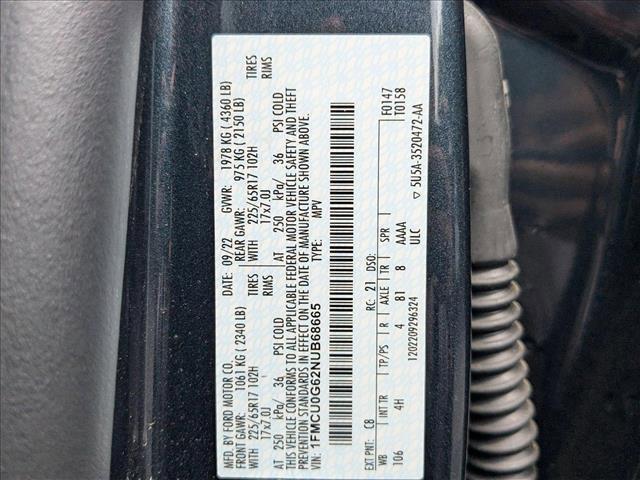 MFD. BY FORD MOTOR CO.
DATE: 09/22 GVWR: 1978 KG ( 4360 LB)
FRONT GAWR: 1061 KG ( 2340 LB) REAR GAWR: 975 KG ( 2150 LB)
225/65R17 102H TIRES WITH 225/65R17 102H TIRES
17x7.0J RIMS 17x7.0J RIMS
AT 250 kPa/ 36 PSI COLD AT 250 kPa/ 36 PSI COLD
THIS VEHICLE CONFORMS TO ALL APPLICABLE FEDERAL MOTOR VEHICLE SAFETY AND THEFT
PREVENTION STANDARDS IN EFFECT ON THE DATE OF MANUFACTURE SHOWN ABOVE.
VIN: 1FMCU0G62NUB68665 TYPE: MPV
F0147
T0158
EXT PNT: C8 RC: 21 DSO:
WB INT TR TP/PS R AXLE TR SPR
106 4H 4 81 8 AAAA
ULC
1202209296324 ▽ 5U5A-3520472-AA